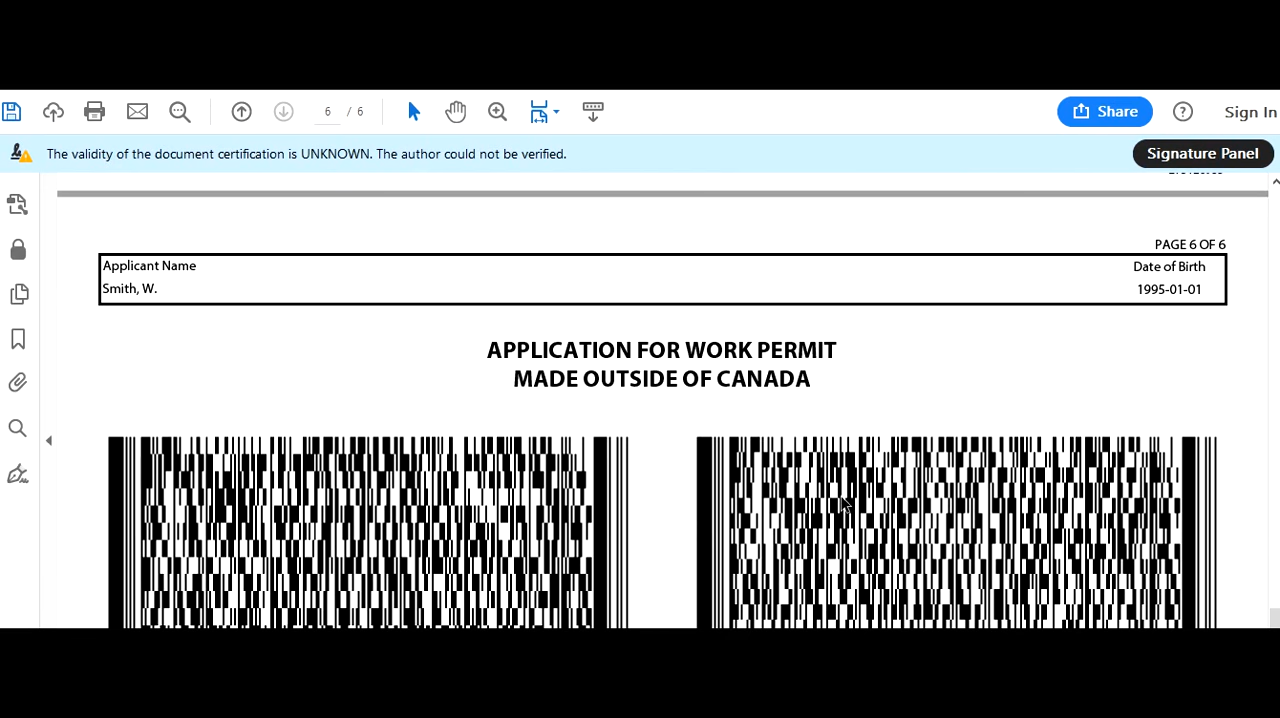 6 / 6
Share
Sign In
The validity of the document certification is UNKNOWN. The author could not be verified.
Signature Panel
PAGE 6 OF 6
Applicant Name
Date of Birth
Smith, W.
1995-01-01
APPLICATION FOR WORK PERMIT
MADE OUTSIDE OF CANADA